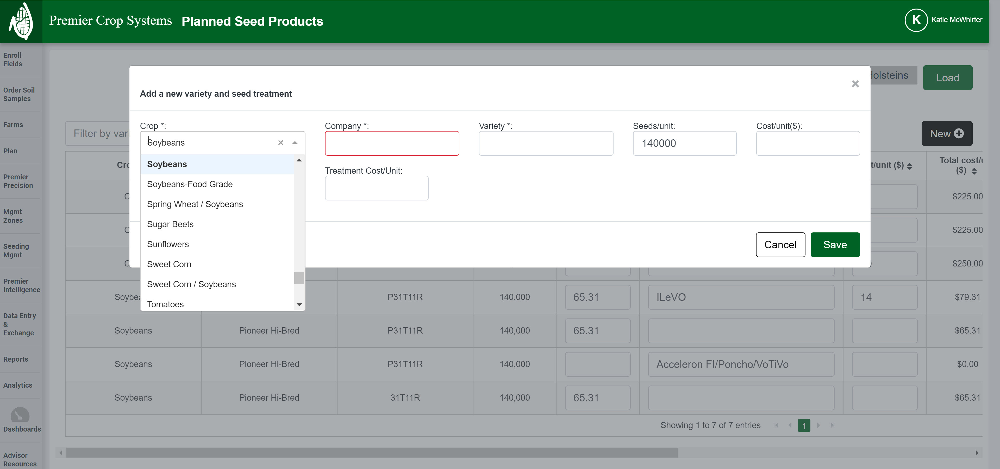 Premier Crop Systems Planned Seed Products
K Katie McWhirter
Enroll
Fields
Order Soil
Samples
Farms
Plan
Premier
Precision
Mgmt
Zones
Seeding
Mgmt
Premier
Intelligence
Data Entry
&
Exchange
Reports
Analytics
Dashboards
Advisor
Resources
Holsteins
Load
Filter by vari
New
Add a new variety and seed treatment
Crop *:
Company *:
Variety *:
Seeds/unit:
Cost/unit($):
Soybeans
140000
Treatment Cost/Unit:
Soybeans
Soybeans-Food Grade
Spring Wheat / Soybeans
Sugar Beets
Sunflowers
Sweet Corn
Sweet Corn / Soybeans
Tomatoes
Cancel
Save
Cro
t/unit ($)
Total cost/u
($)
C $225.00
C $225.00
C $250.00
Soybea P31T11R 140,000 65.31 ILeVO 14 $79.31
Soybeans Pioneer Hi-Bred P31T11R 140,000 65.31 $65.31
Soybeans Pioneer Hi-Bred P31T11R 140,000 Acceleron FI/Poncho/VoTiVo $0.00
Soybeans Pioneer Hi-Bred 31T11R 140,000 65.31 $65.31
Showing 1 to 7 of 7 entries
1